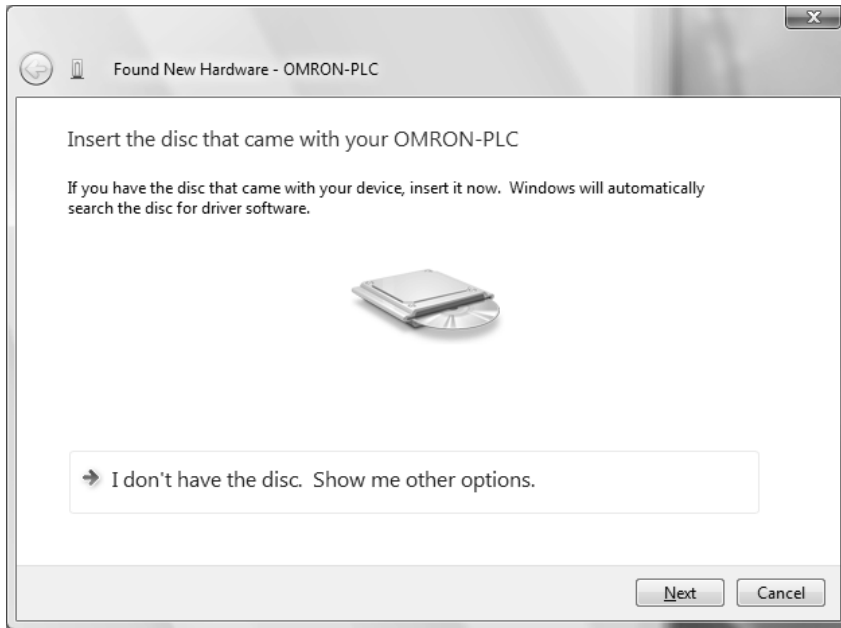 Found New Hardware - OMRON-PLC
Insert the disc that came with your OMRON-PLC
If you have the disc that came with your device, insert it now. Windows will automatically
search the disc for driver software.
I don't have the disc. Show me other options.
Next
Cancel